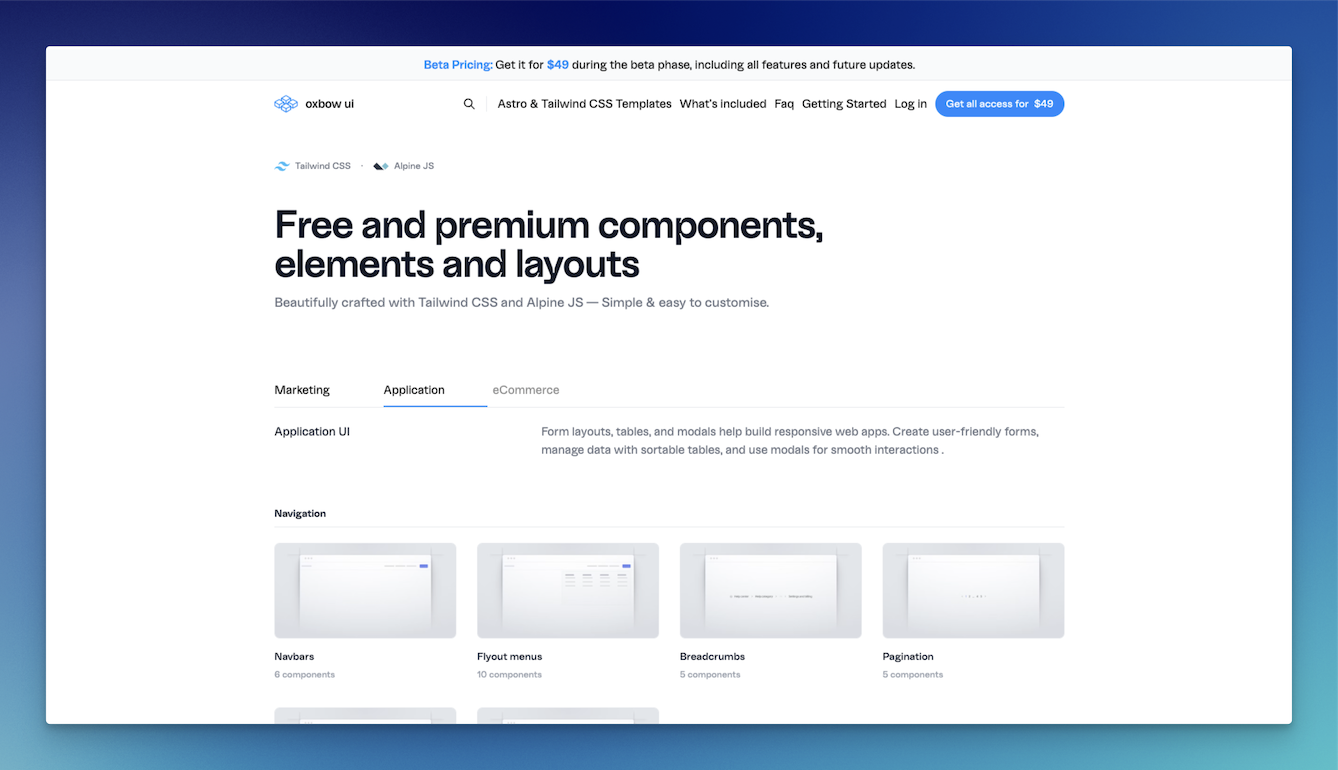 Beta Pricing: Get it for $49 during the beta phase, including all features and future updates.
oxbow ui
Astro & Tailwind CSS Templates What's included Faq Getting Started Log in Get all access for $49
Tailwind CSS · Alpine JS
Free and premium components,
elements and layouts
Beautifully crafted with Tailwind CSS and Alpine JS — Simple & easy to customise.
Marketing Application eCommerce
Application UI
Form layouts, tables, and modals help build responsive web apps. Create user-friendly forms,
manage data with sortable tables, and use modals for smooth interactions .
Navigation
Navbars
6 components
Flyout menus
10 components
Breadcrumbs
5 components
Pagination
5 components